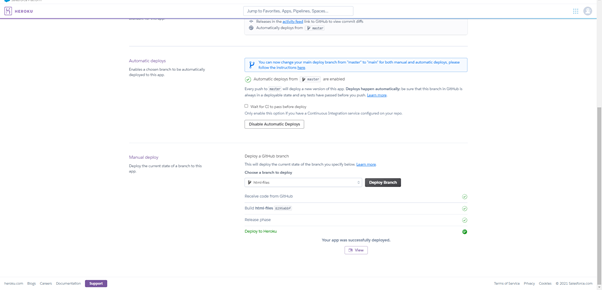 HEROKU
Jump to Favorites, Apps, Pipelines, Spaces...
Releases in the activity feed link to GitHub to view commit diffs
Automatically deploys from master
Automatic deploys
Enables a chosen branch to be automatically
deployed to this app.
You can now change your main deploy branch from "master" to "main" for both manual and automatic deploys, please
follow the instructions here.
Automatic deploys from master are enabled
Every push to master will deploy a new version of this app. Deploys happen automatically: be sure that this branch in GitHub is
always in a deployable state and any tests have passed before you push. Learn more.
Wait for CI to pass before deploy
Only enable this option if you have a Continuous Integration service configured on your repo.
Disable Automatic Deploys
Manual deploy
Deploy the current state of a branch to this
app.
Deploy a GitHub branch
This will deploy the current state of the branch you specify below. Learn more.
Choose a branch to deploy
html-files
Deploy Branch
Receive code from GitHub
Build html-files
Release phase
Deploy to Heroku
Your app was successfully deployed.
View
heroku.com Blogs Careers Documentation Support
Terms of Service Privacy Cookies © 2021 Salesforce.com